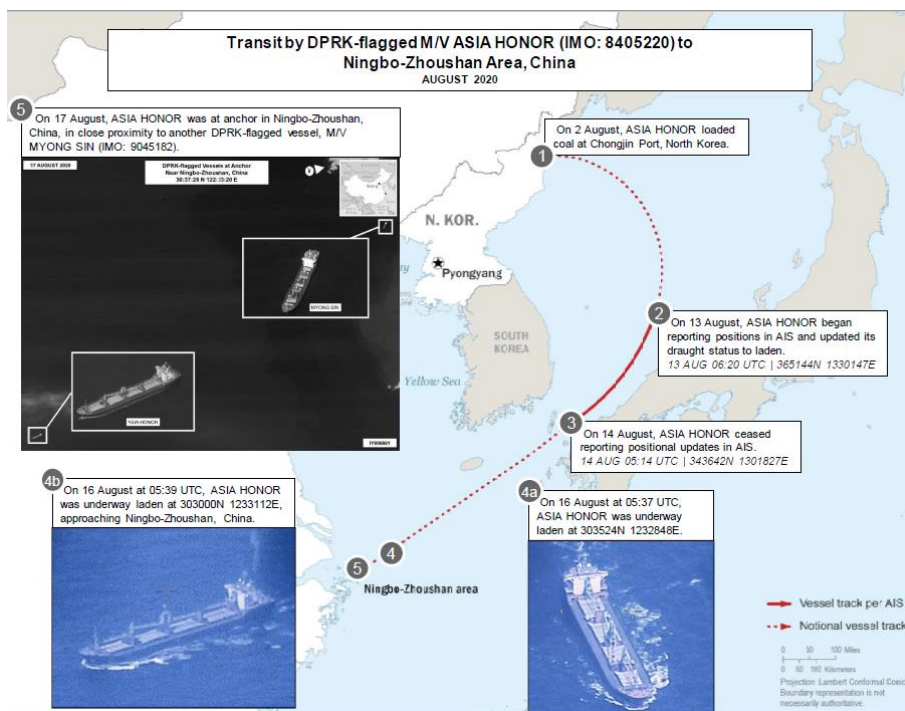 Transit by DPRK-flagged M/V ASIA HONOR (IMO: 8405220) to
Ningbo-Zhoushan Area, China
AUGUST 2020
5
On 17 August, ASIA HONOR was at anchor in Ningbo-Zhoushan,
China, in close proximity to another DPRK-flagged vessel, M/V
MYONG SIN (IMO: 9045182).
17 AUGUST 2020
DPRK-flagged Vessels at Anchor
Near Ningbo-Zhoushan, China
MYONG SIN
ASIA HONOR
On 2 August, ASIA HONOR loaded
coal at Chongjin Port, North Korea.
1
N. KOR.
Pyongyang
SOUTH
KOREA
Yellow Sea
2
On 13 August, ASIA HONOR began
reporting positions in AIS and updated its
draught status to laden.
13 AUG 06:20 UTC | 365144N 1330147E
3
On 14 August, ASIA HONOR ceased
reporting positional updates in AIS.
14 AUG 05:14 UTC | 343642N 1301827E
4b
On 16 August at 05:39 UTC, ASIA HONOR
was underway laden at 303000N 1233112E,
approaching Ningbo-Zhoushan, China.
4a
On 16 August at 05:37 UTC,
ASIA HONOR was underway
laden at 303524N 1232848E.
4
5
Ningbo-Zhoushan area
Vessel track per AIS
Notional vessel track
0 50 100 Miles
0 50 100 Kilometers
Projection: Lambert Conformal Conic
Boundary representation is not
necessarily authoritative.